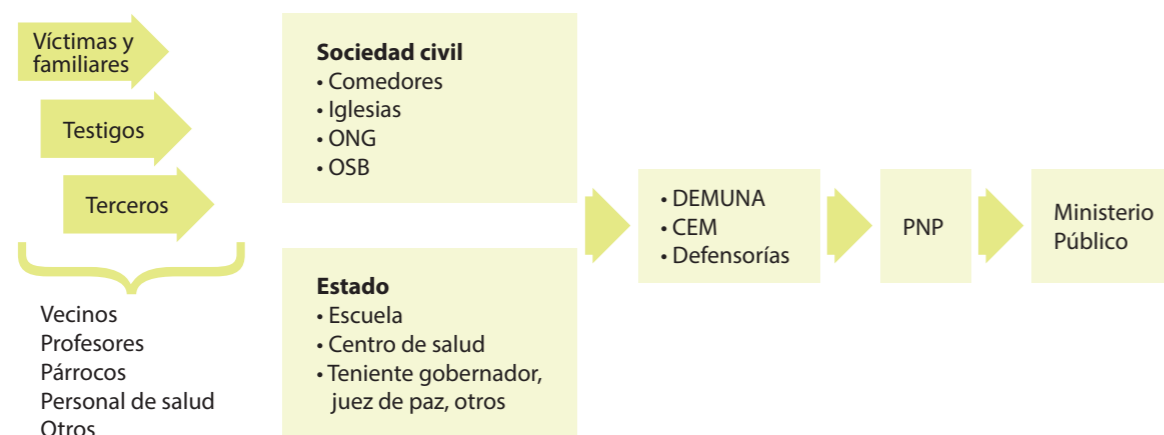 Víctimas y
familiares
Testigos
Terceros
Vecinos
Profesores
Párrocos
Personal de salud
Otros
Sociedad civil
• Comedores
• Iglesias
• ONG
• OSB
Estado
• Escuela
• Centro de salud
• Teniente gobernador,
juez de paz, otros
• DEMUNA
• CEM
• Defensorías
PNP
Ministerio
Público